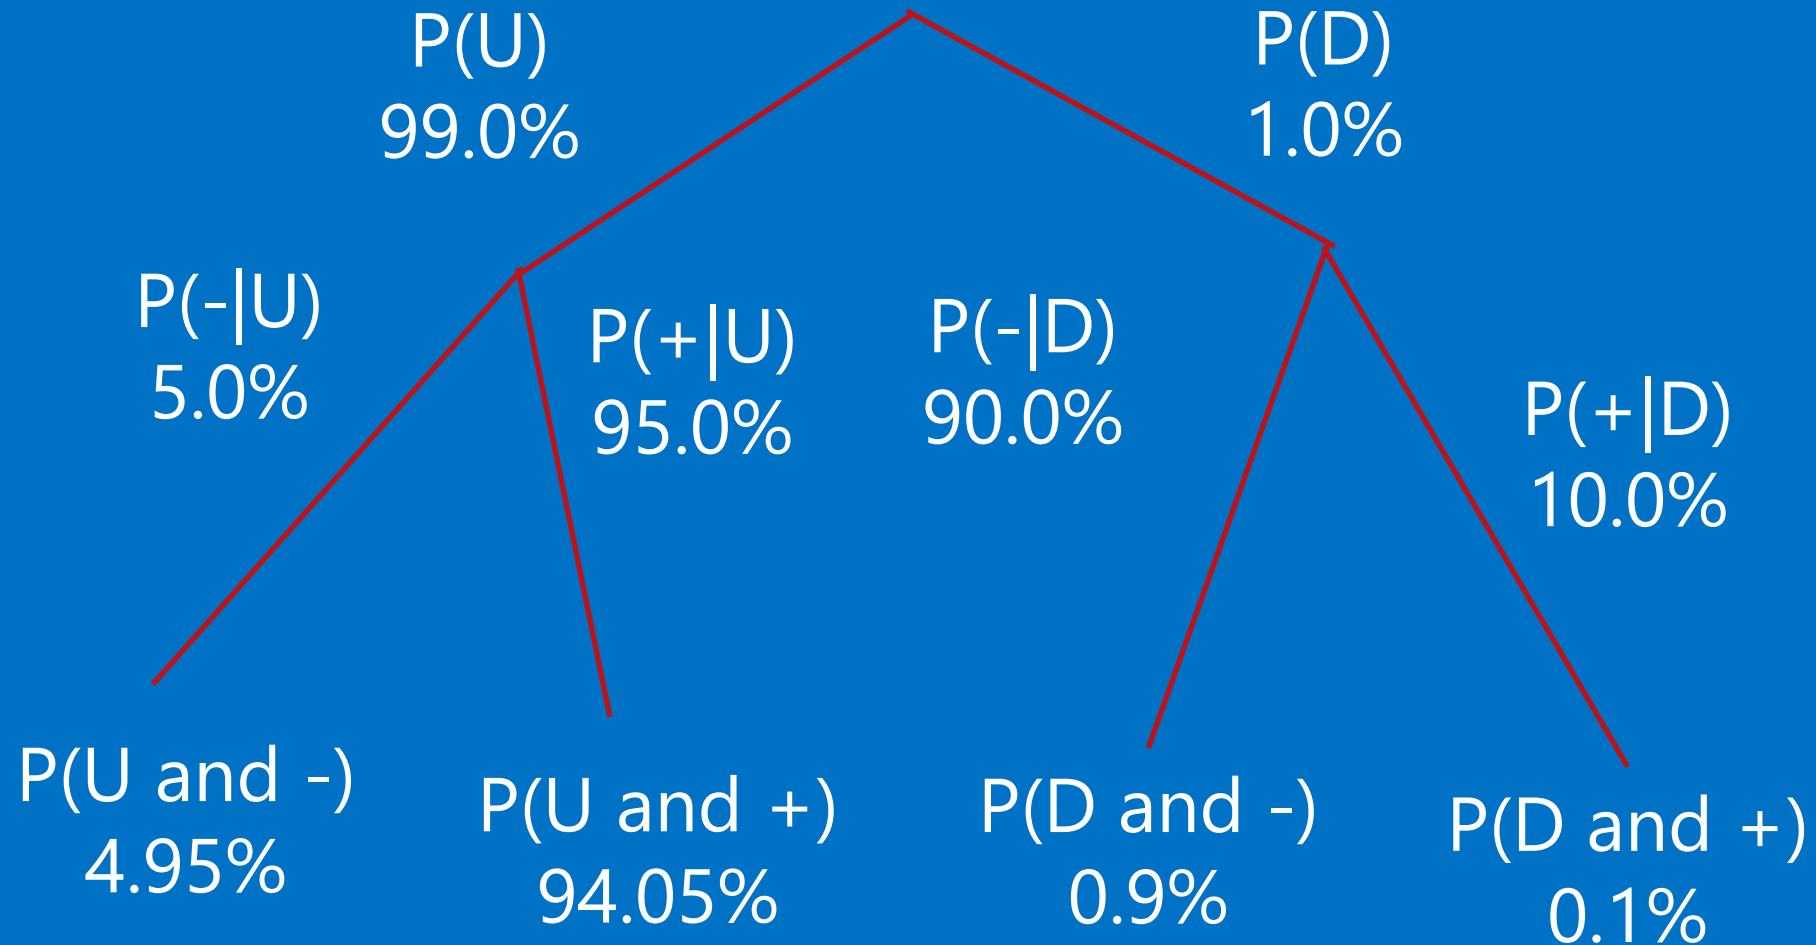 P(U)
99.0%
P(D)
1.0%
P(-|U)
5.0%
P(+|U)
95.0%
P(-|D)
90.0%
P(+|D)
10.0%
P(U and -)
4.95%
P(U and +)
94.05%
P(D and -)
0.9%
P(D and +)
0.1%